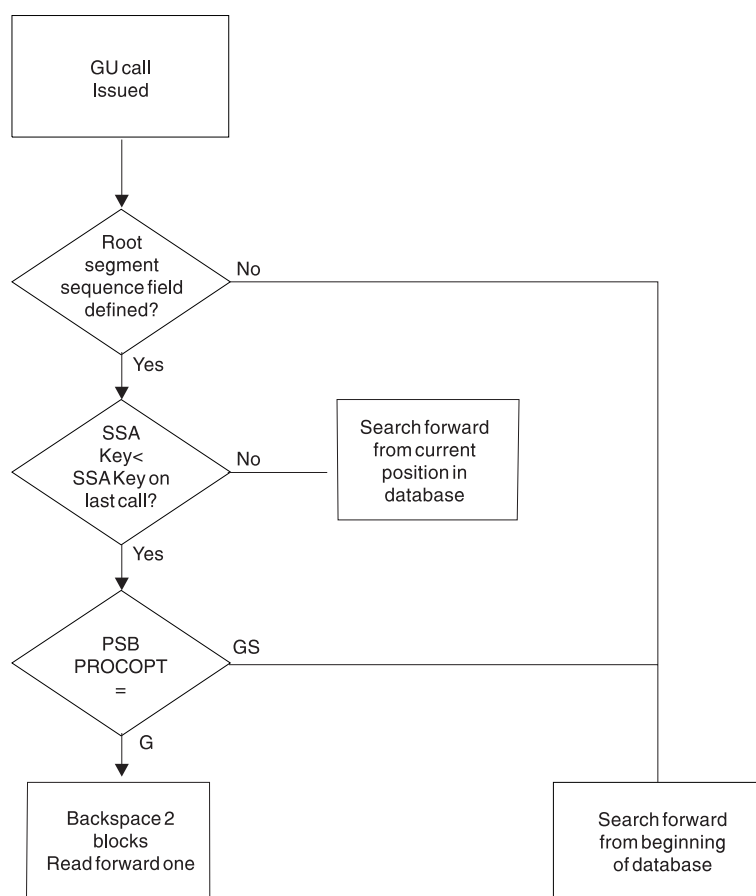 GU call
Issued
Root
segment
sequence field
defined?
No
Yes
SSA
Key<
SSA Key on
last call?
No
Search forward
from current
position in
database
Yes
PSB
PROCOPT
=
GS
G
Backspace 2
blocks
Read forward one
Search forward
from beginning
of database